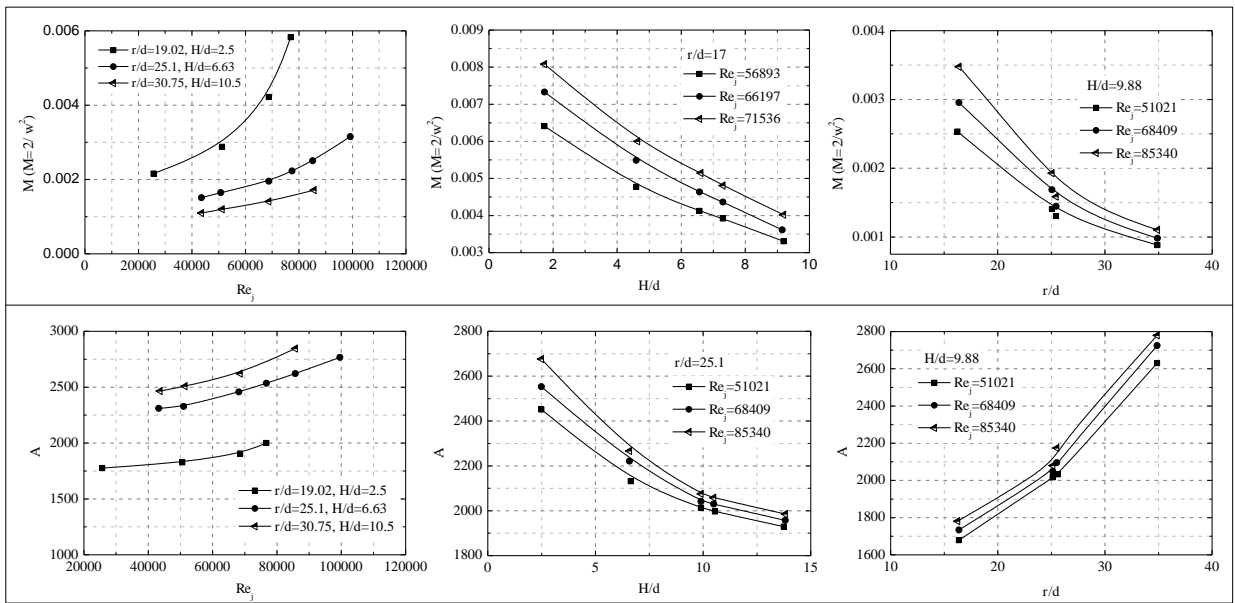 0.006
0.004
0.002
0.000
M (M=2/w²)
r/d=19.02, H/d=2.5
r/d=25.1, H/d=6.63
r/d=30.75, H/d=10.5
0 20000 40000 60000 80000 100000 120000
Re_j
0.009
0.008
0.007
0.006
0.005
0.004
0.003
M (M=2/w²)
r/d=17
Re_j=56893
Re_j=66197
Re_j=71536
0 2 4 6 8 10
H/d
0.004
0.003
0.002
0.001
M (M=2/w²)
H/d=9.88
Re_j=51021
Re_j=68409
Re_j=85340
10 20 30 40
r/d
3000
2500
2000
1500
1000
A
r/d=19.02, H/d=2.5
r/d=25.1, H/d=6.63
r/d=30.75, H/d=10.5
20000 40000 60000 80000 100000 120000
Re_j
2800
2600
2400
2200
2000
1800
A
r/d=25.1
Re_j=51021
Re_j=68409
Re_j=85340
0 5 10 15
H/d
2800
2600
2400
2200
2000
1800
1600
A
H/d=9.88
Re_j=51021
Re_j=68409
Re_j=85340
10 20 30 40
r/d